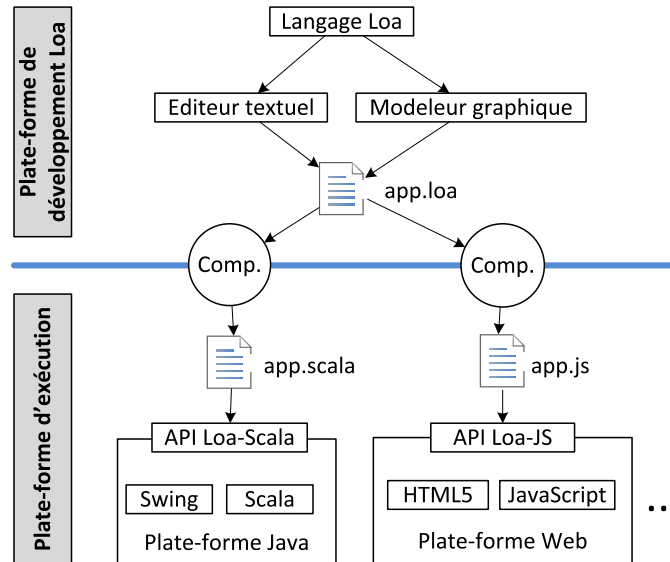 Plate-forme de
développement Loa
Langage Loa
Editeur textuel
Modeleur graphique
app.loa
Comp.
Comp.
Plate-forme d'exécution
app.scala
app.js
API Loa-Scala
API Loa-JS
Swing
Scala
HTML5
JavaScript
...
Plate-forme Java
Plate-forme Web